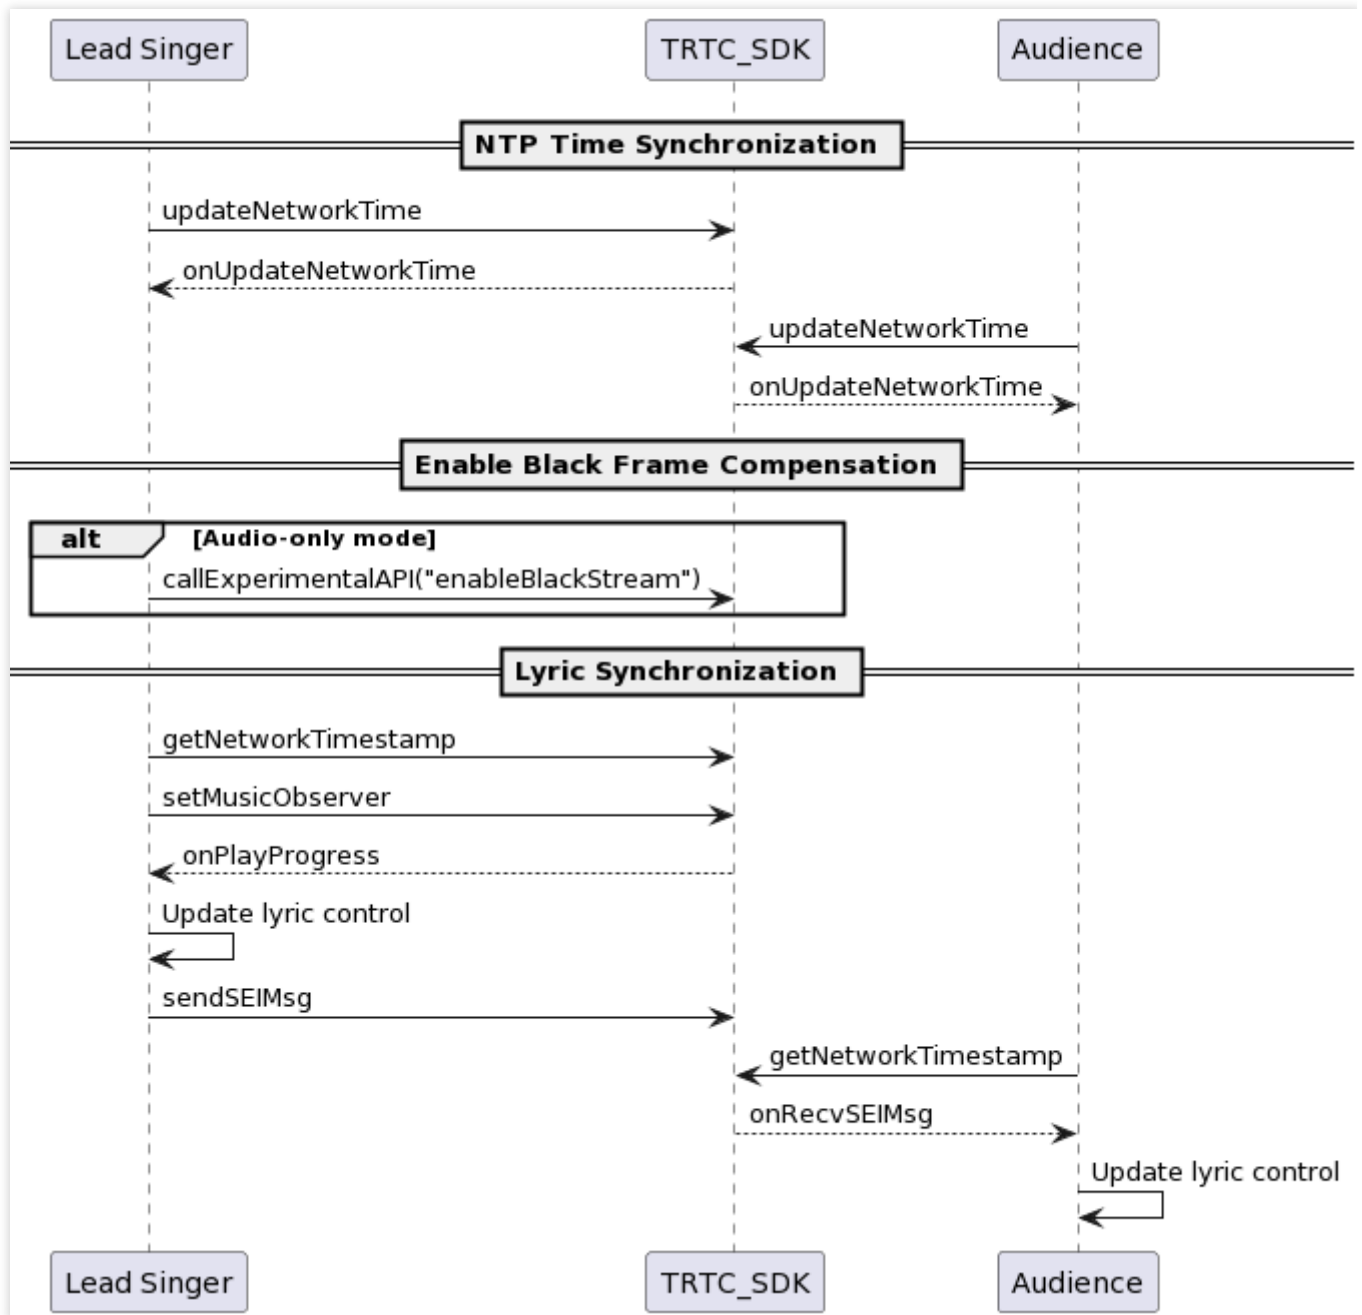 Lead Singer
TRTC_SDK
Audience
NTP Time Synchronization
updateNetworkTime
onUpdateNetworkTime
updateNetworkTime
onUpdateNetworkTime
Enable Black Frame Compensation
alt
[Audio-only mode]
callExperimentalAPI("enableBlackStream")
Lyric Synchronization
getNetworkTimestamp
setMusicObserver
onPlayProgress
Update lyric control
sendSEIMsg
getNetworkTimestamp
onRecvSEIMsg
Update lyric control
Lead Singer
TRTC_SDK
Audience